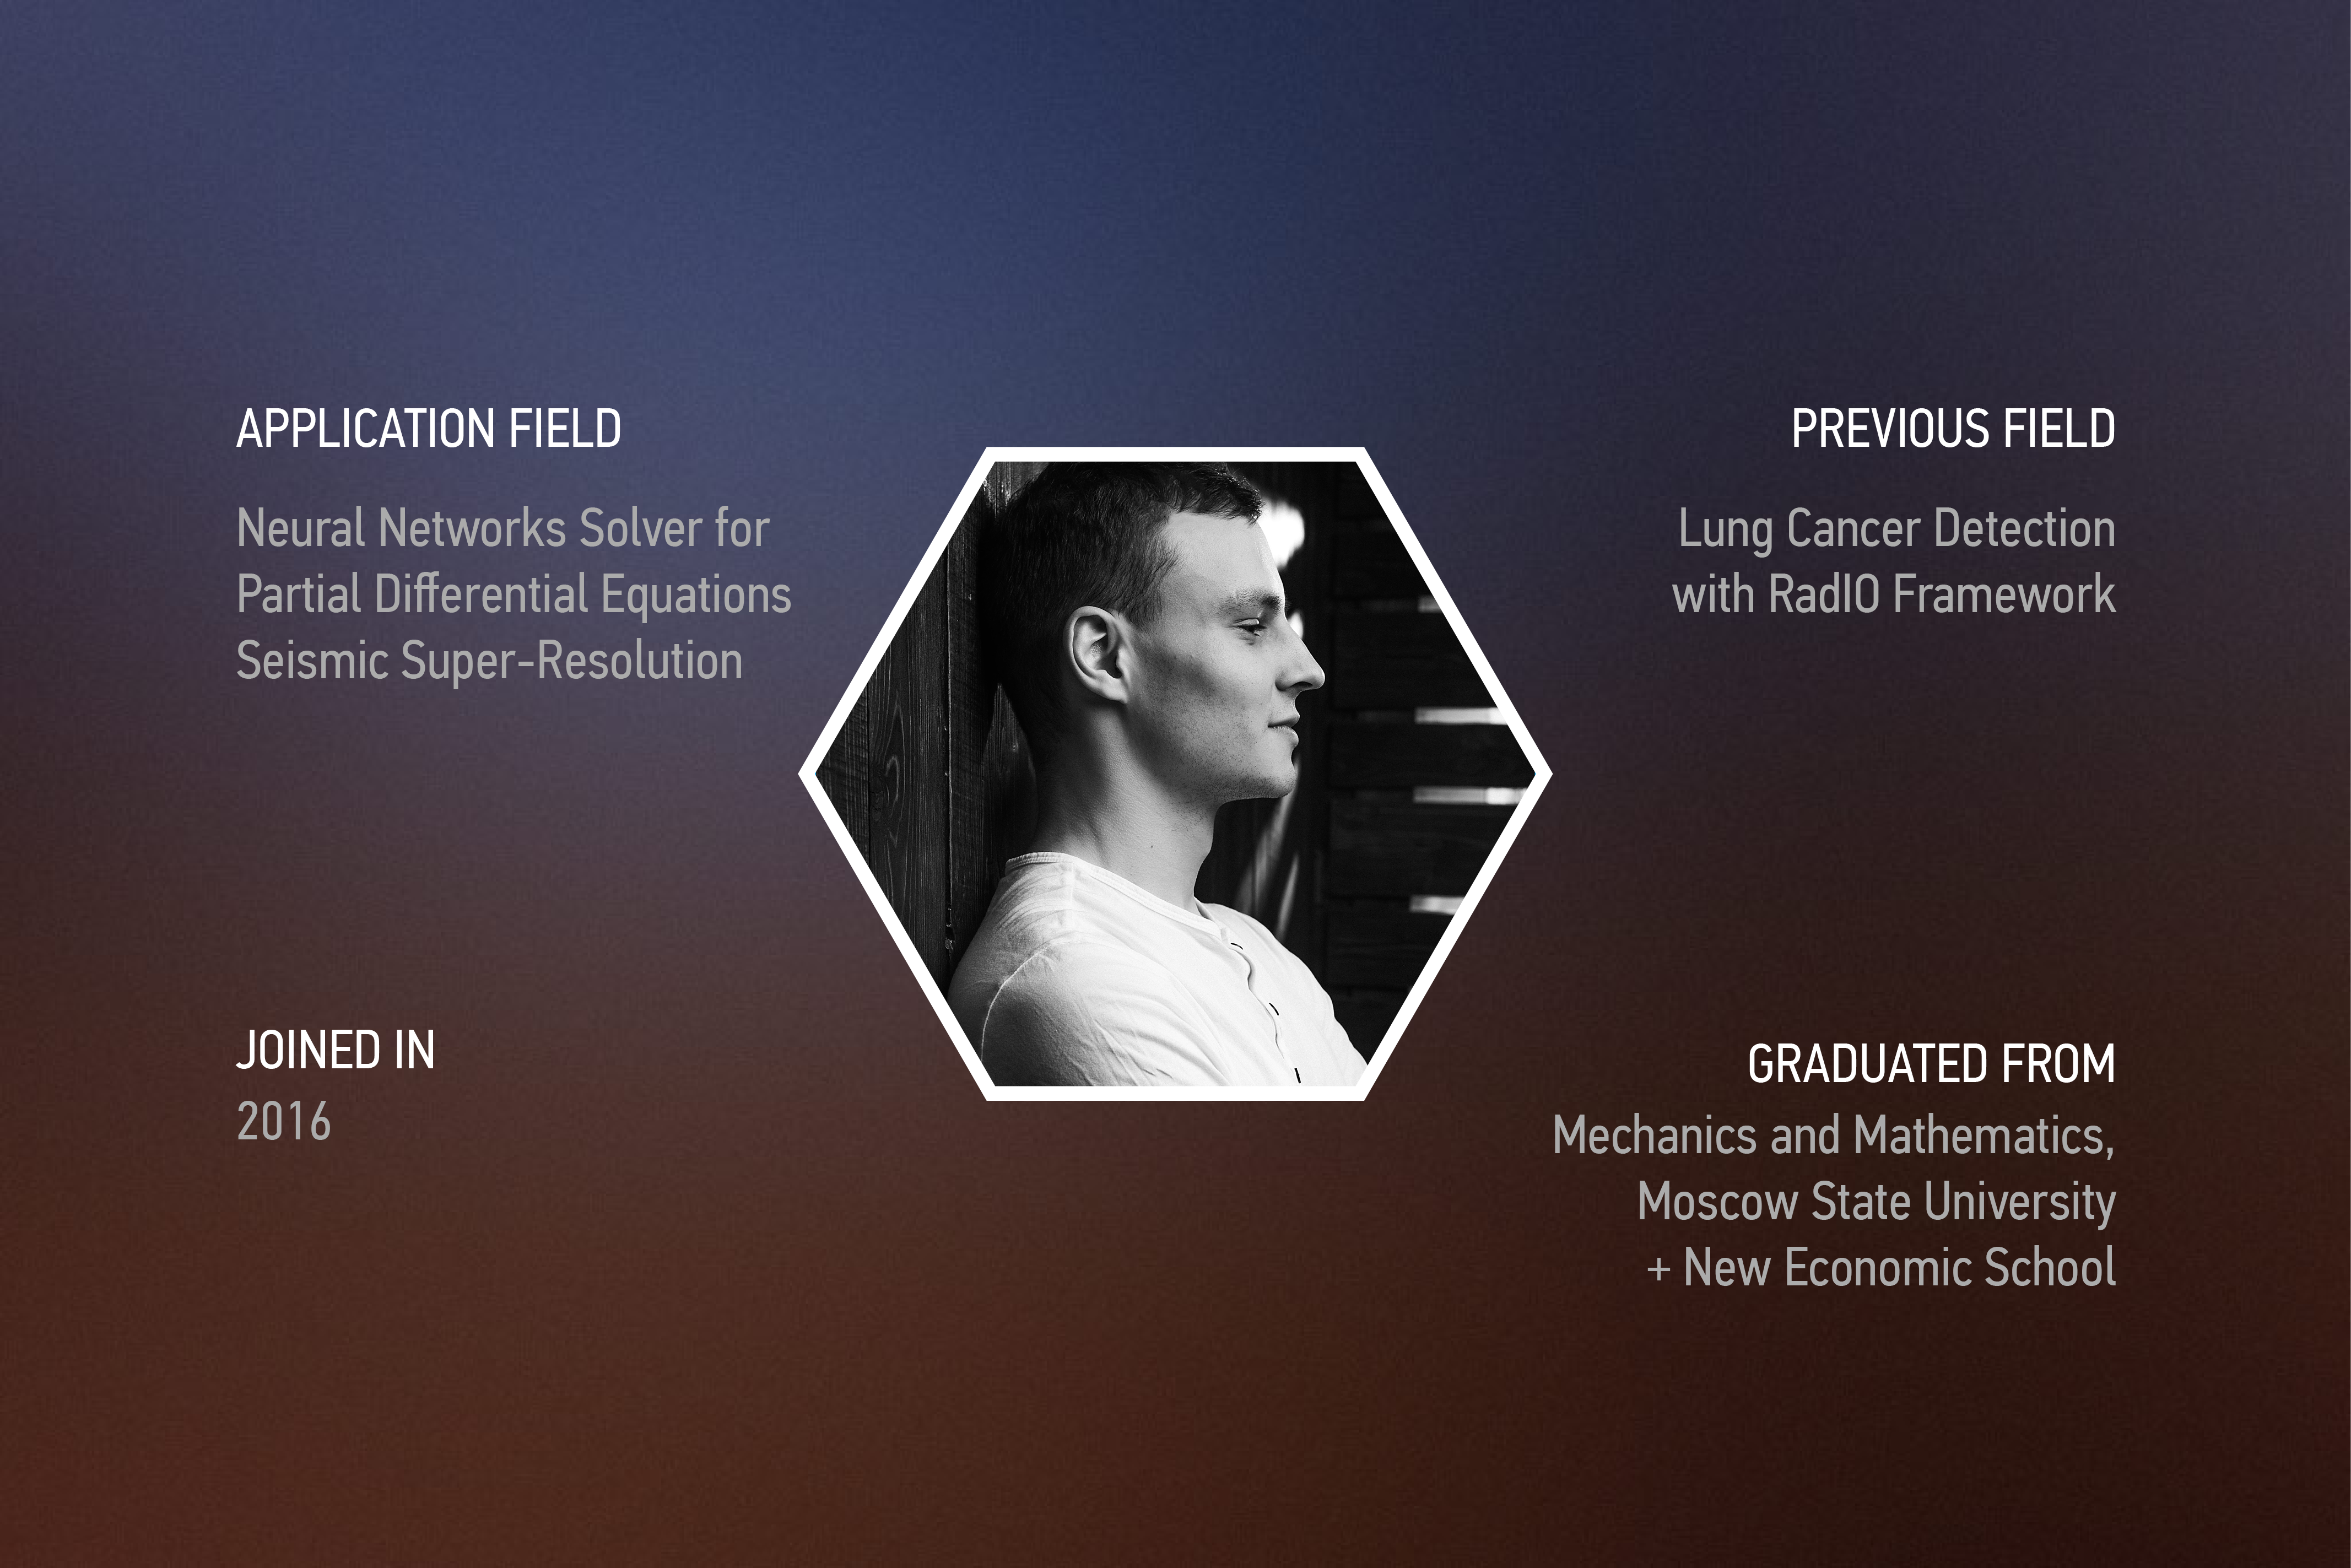 APPLICATION FIELD
Neural Networks Solver for
Partial Differential Equations
Seismic Super-Resolution
PREVIOUS FIELD
Lung Cancer Detection
with RadIO Framework
JOINED IN
2016
GRADUATED FROM
Mechanics and Mathematics,
Moscow State University
+ New Economic School